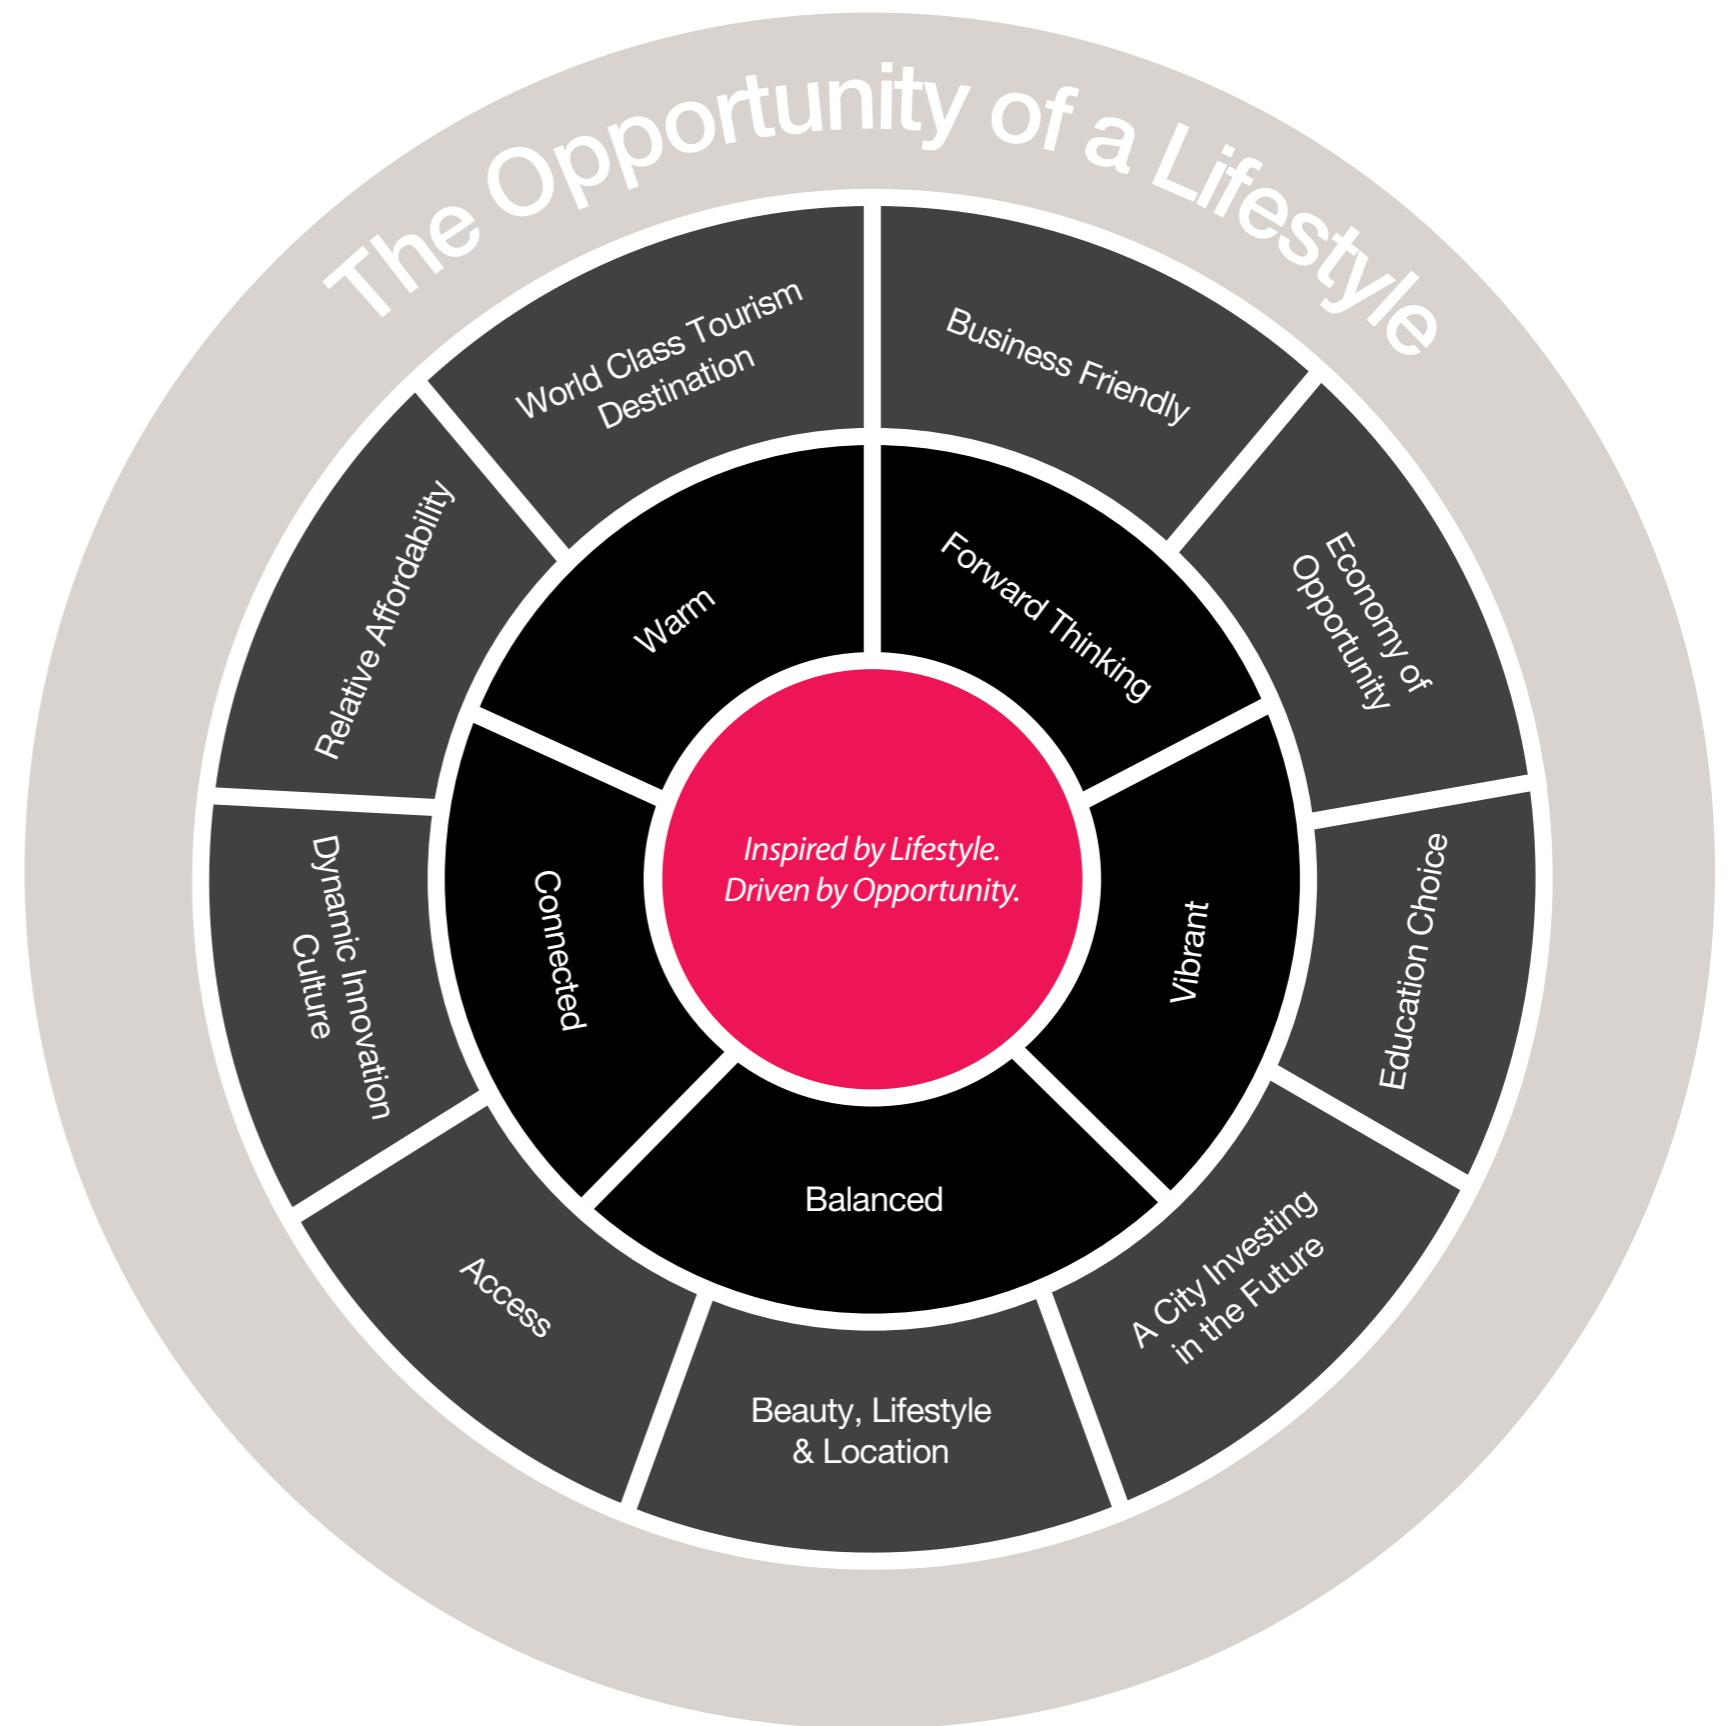 The Opportunity of a Lifestyle
World Class Tourism
Destination
Business Friendly
Economy of
Opportunity
Education Choice
A City Investing
in the Future
Beauty, Lifestyle
& Location
Access
Dynamic Innovation
Culture
Relative Affordability
Warm
Forward Thinking
Vibrant
Balanced
Connected
Inspired by Lifestyle.
Driven by Opportunity.